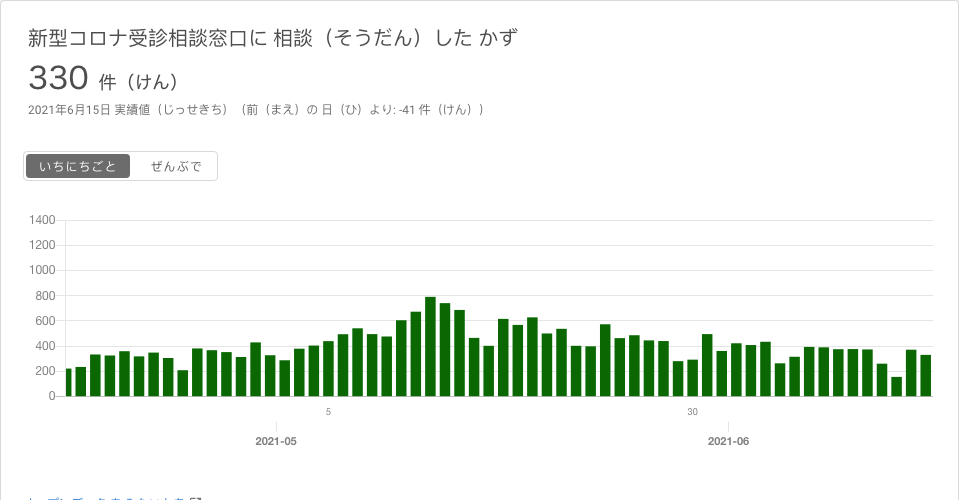 新型コロナ受診相談窓口に 相談（そうだん）した かず
330 件（けん）
2021年6月15日 実績値（じっせきち）（前（まえ）の 日（ひ）より: -41 件（けん））
いちにちごと ぜんぶで
1400
1200
1000
800
600
400
200
0
5 30
2021-05 2021-06